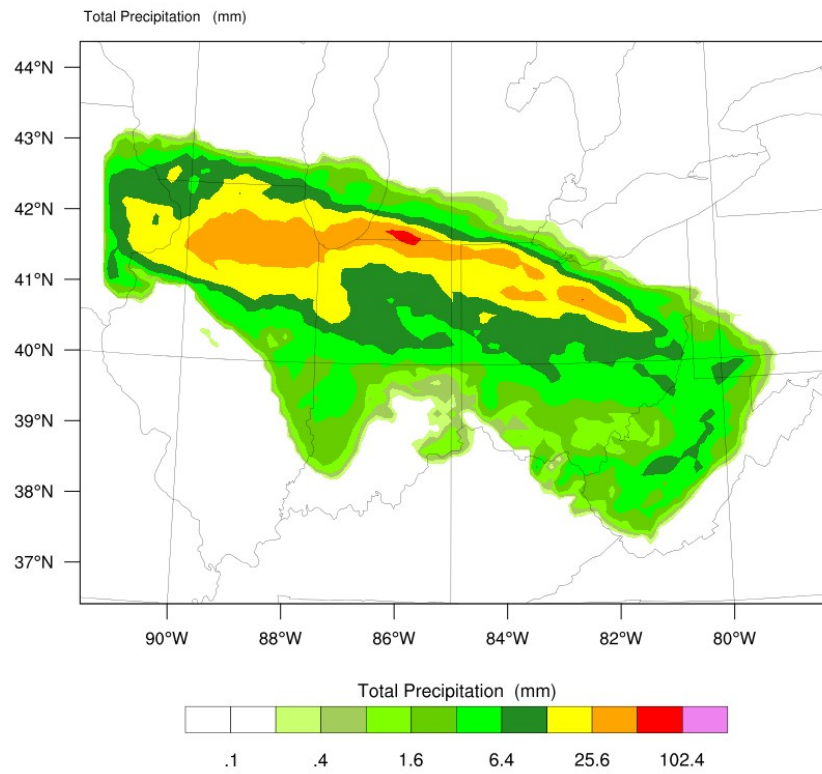 Total Precipitation (mm)
44°N
43°N
42°N
41°N
40°N
39°N
38°N
37°N
90°W 88°W 86°W 84°W 82°W 80°W
Total Precipitation (mm)
.1 .4 1.6 6.4 25.6 102.4